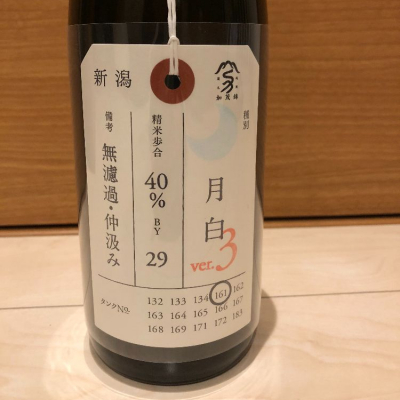 新潟
加茂錦
種別
月白
ver.3
精米歩合
40%
BY
29
備考
無濾過・仲汲み
タンクNo.
132 133 134 161 162
163 164 165 166 167
168 169 171 172 183